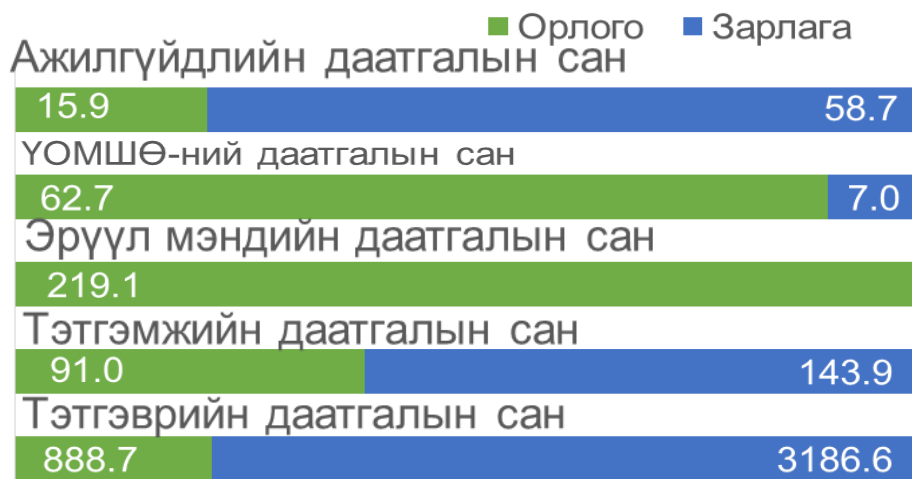 Орлого Зарлага
Ажилгүйдлийн даатгалын сан
15.9 58.7
ҮОМШӨ-ний даатгалын сан
62.7 7.0
Эрүүл мэндийн даатгалын сан
219.1
Тэтгэмжийн даатгалын сан
91.0 143.9
Тэтгэврийн даатгалын сан
888.7 3186.6